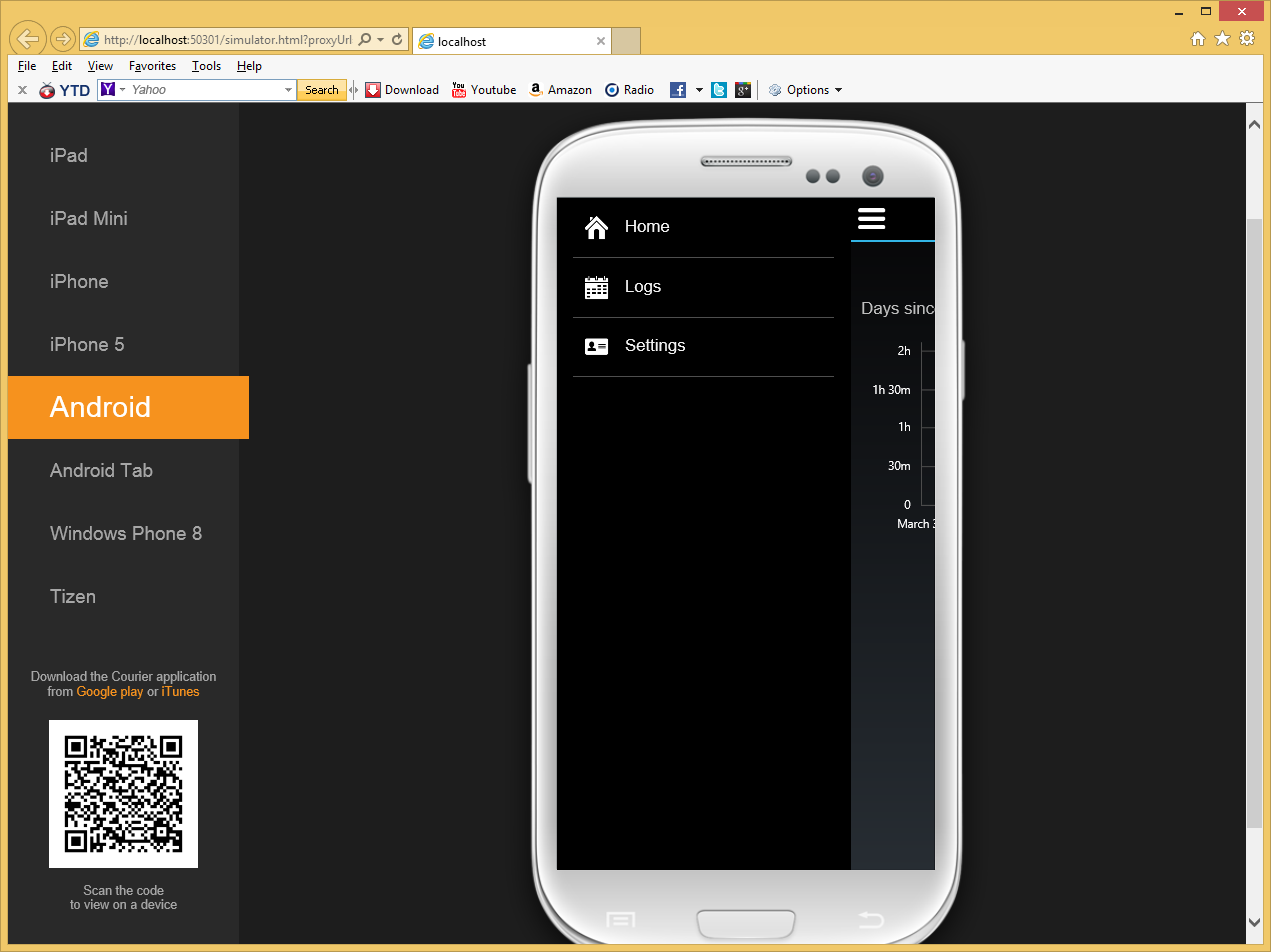 http://localhost:50301/simulator.html?proxyUrl
localhost
File Edit View Favorites Tools Help
YTD Yahoo Search Download Youtube Amazon Radio Options
iPad
iPad Mini
iPhone
iPhone 5
Android
Android Tab
Windows Phone 8
Tizen
Download the Courier application
from Google play or iTunes
Scan the code
to view on a device
Home
Logs
Settings
Days sinc
2h
1h 30m
1h
30m
0
March 3